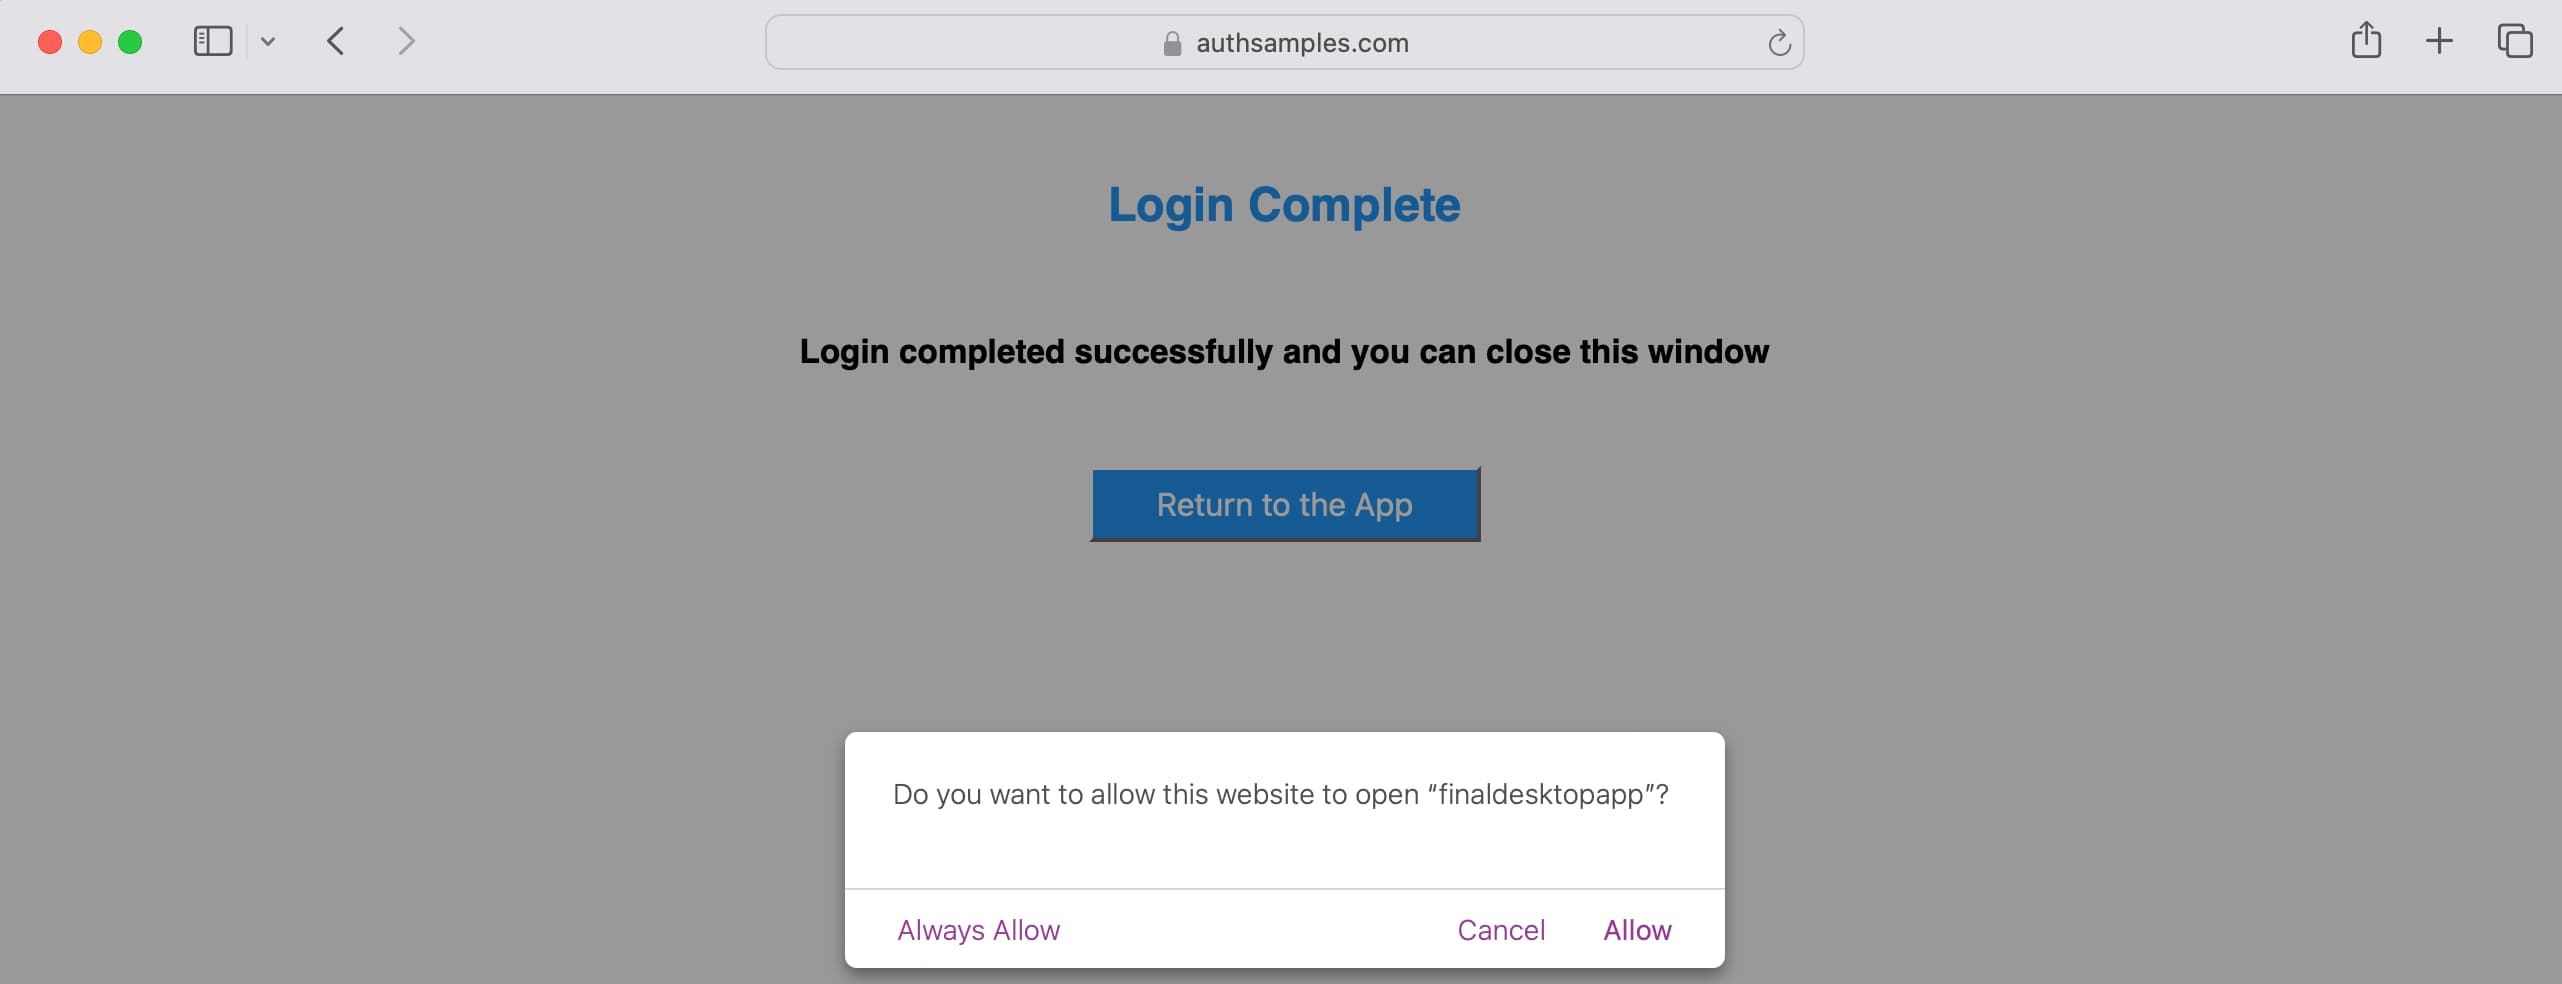 authsamples.com
Login Complete
Login completed successfully and you can close this window
Return to the App
Do you want to allow this website to open “finaldesktopapp”?
Always Allow
Cancel
Allow